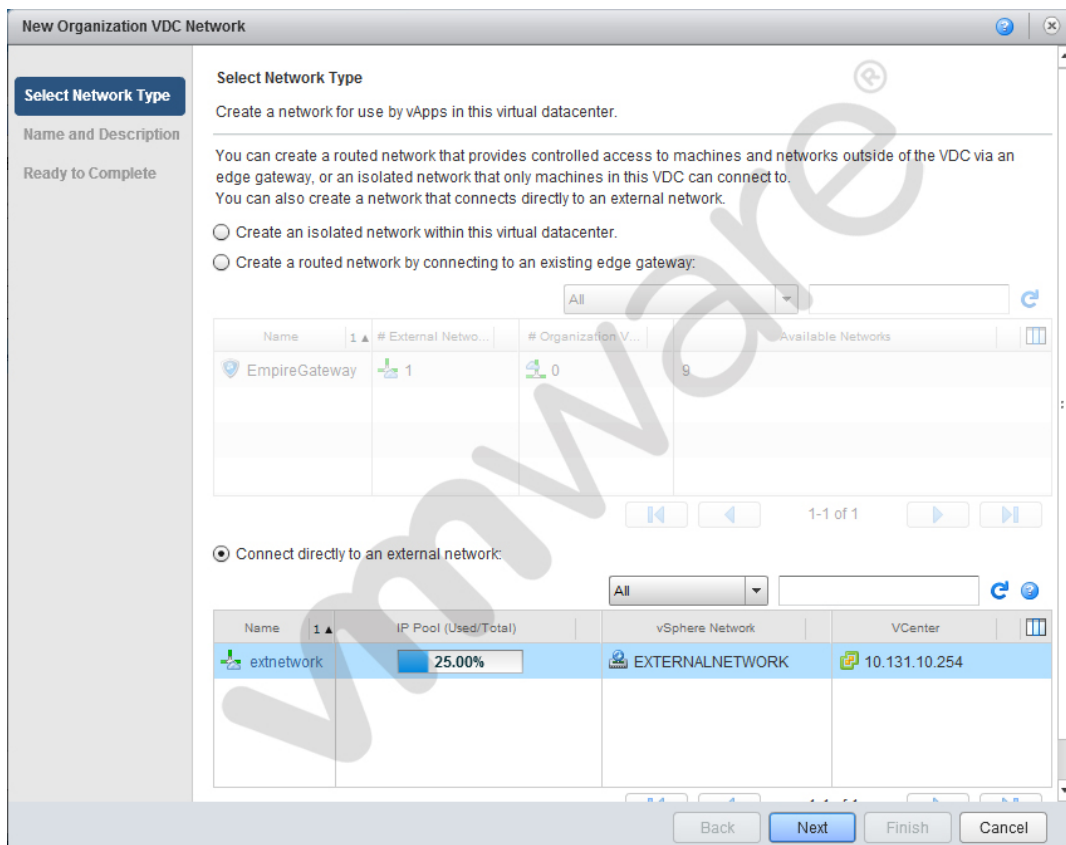 New Organization VDC Network
Select Network Type
Name and Description
Ready to Complete
Select Network Type
Create a network for use by vApps in this virtual datacenter.
You can create a routed network that provides controlled access to machines and networks outside of the VDC via an
edge gateway, or an isolated network that only machines in this VDC can connect to.
You can also create a network that connects directly to an external network.
Create an isolated network within this virtual datacenter.
Create a routed network by connecting to an existing edge gateway:
All
Name 1 # External Netwo... # Organization V... Available Networks
EmpireGateway 1 0 9
1-1 of 1
Connect directly to an external network:
All
Name 1 IP Pool (Used/Total) vSphere Network VCenter
extnetwork 25.00% EXTERNALNETWORK 10.131.10.254
Back Next Finish Cancel
vmware®